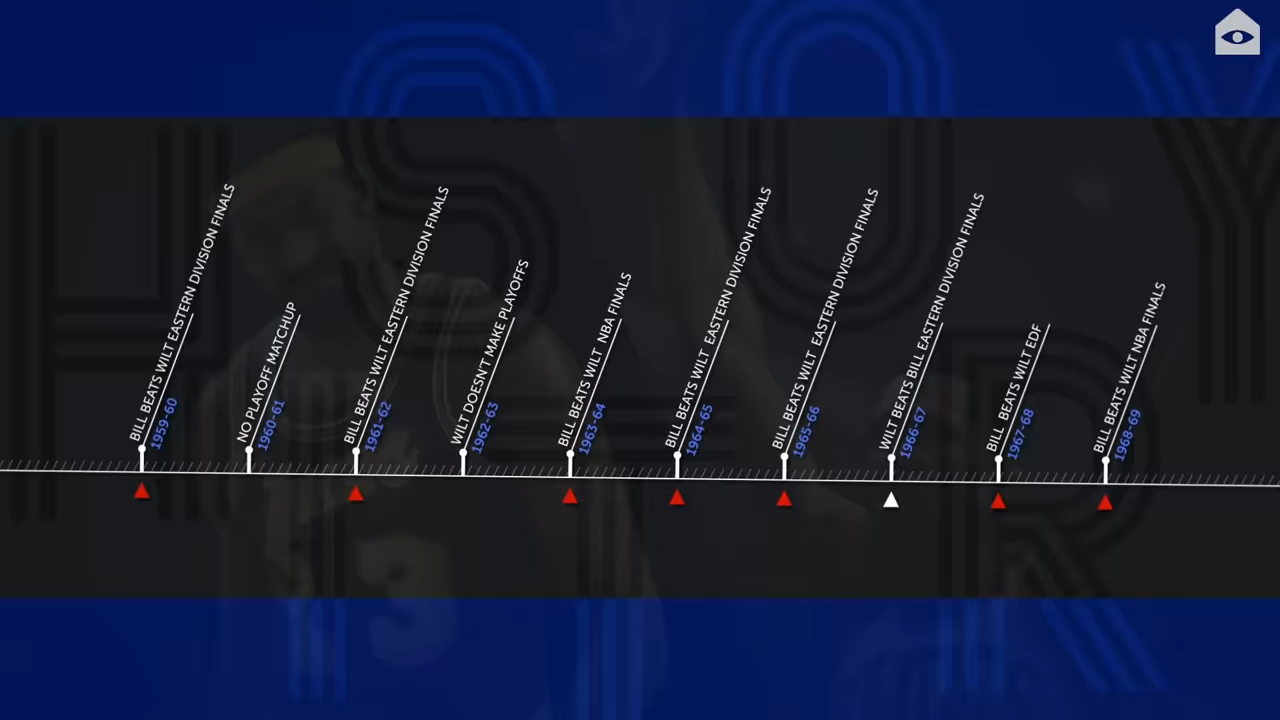 BILL BEATS WILT EASTERN DIVISION FINALS
1959-60
NO PLAYOFF MATCHUP
1960-61
BILL BEATS WILT EASTERN DIVISION FINALS
1961-62
WILT DOESN'T MAKE PLAYOFFS
1962-63
BILL BEATS WILT NBA FINALS
1963-64
BILL BEATS WILT EASTERN DIVISION FINALS
1964-65
BILL BEATS WILT EASTERN DIVISION FINALS
1965-66
WILT BEATS BILL EASTERN DIVISION FINALS
1966-67
BILL BEATS WILT EDF
1967-68
BILL BEATS WILT NBA FINALS
1968-69